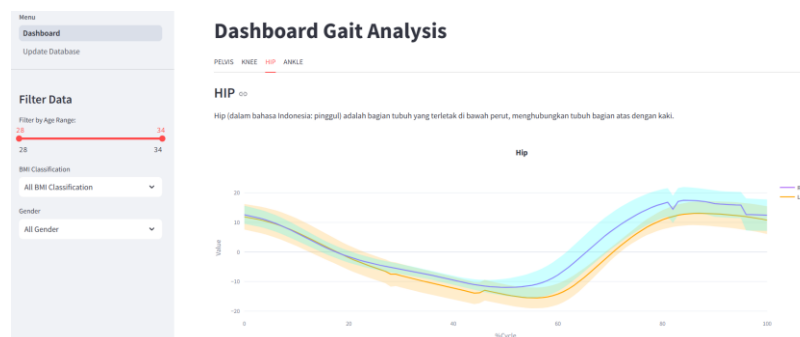 Menu
Dashboard
Update Database
Filter Data
Filter by Age Range:
28 34
28 34
BMI Classification
All BMI Classification
Gender
All Gender
Dashboard Gait Analysis
PELVIS KNEE HIP ANKLE
HIP
Hip (dalam bahasa Indonesia: pinggul) adalah bagian tubuh yang terletak di bawah perut, menghubungkan tubuh bagian atas dengan kaki.
Hip
20
10
0
−10
−20
Value
0 20 40 60 80 100
%Cycle
L